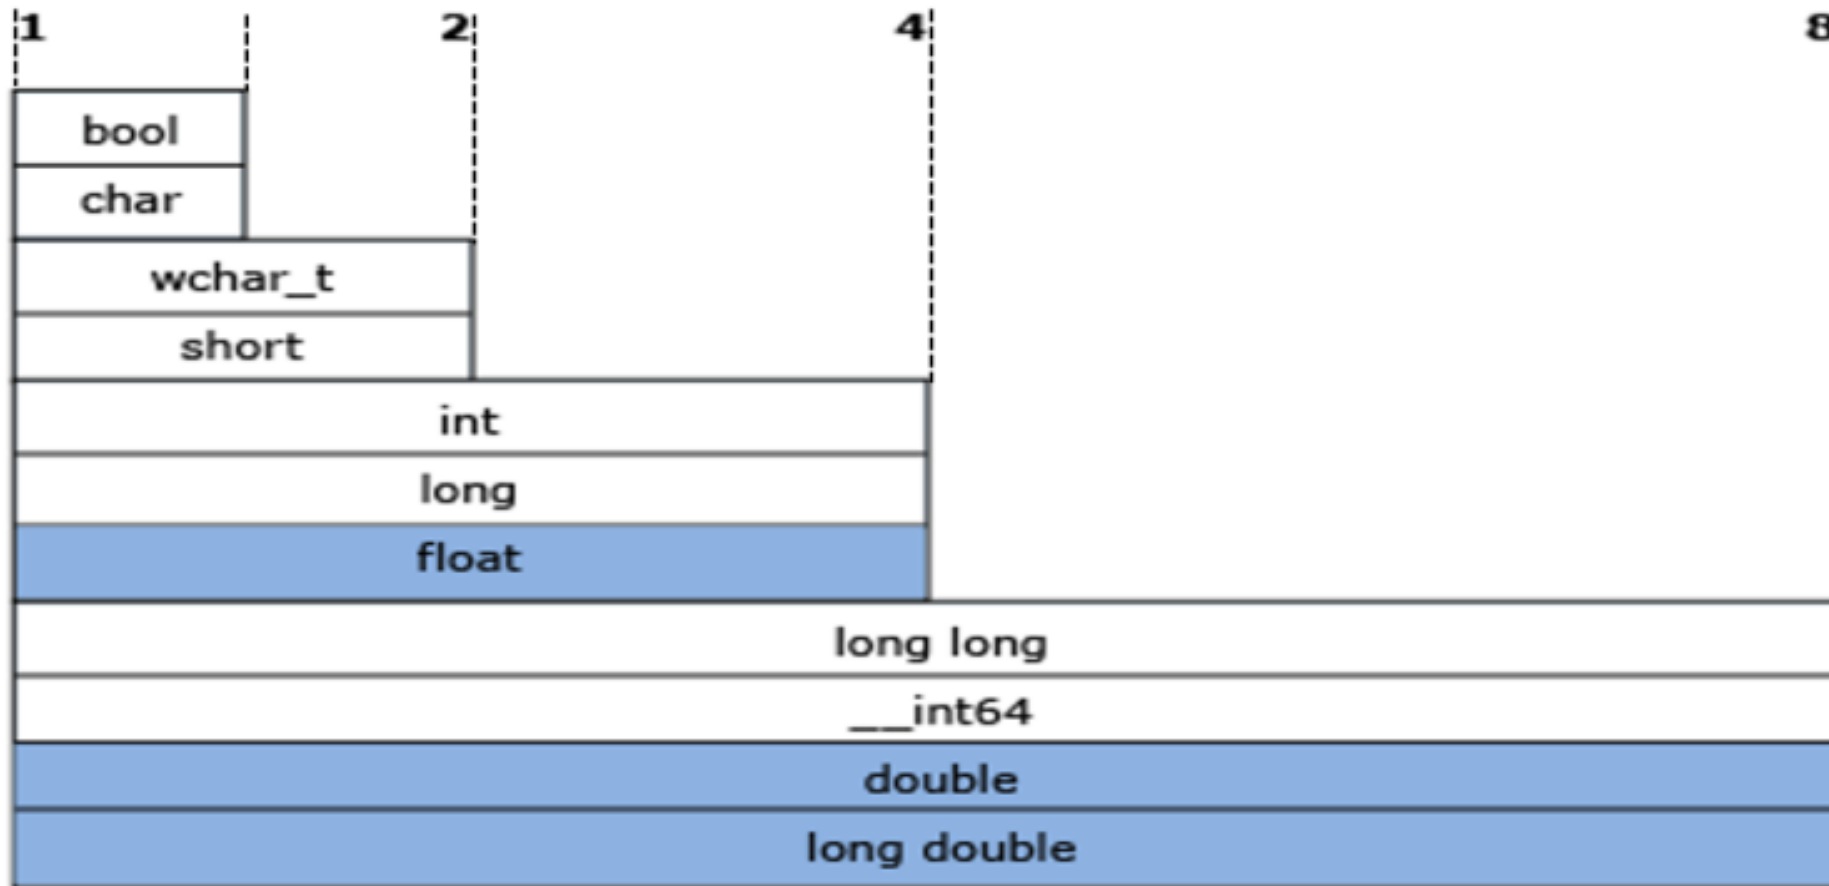 1 2 4 8
bool
char
wchar_t
short
int
long
float
long long
__int64
double
long double